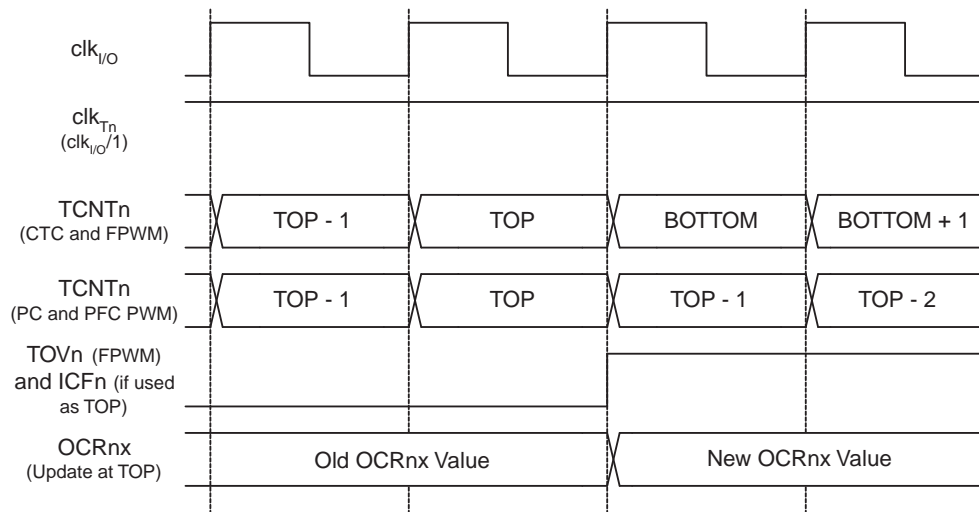 clkI/O
clkTn
(clkI/O/1)
TCNTn
(CTC and FPWM)
TOP - 1
TOP
BOTTOM
BOTTOM + 1
TCNTn
(PC and PFC PWM)
TOP - 1
TOP
TOP - 1
TOP - 2
TOVn (FPWM)
and ICFn (if used
as TOP)
OCRnx
(Update at TOP)
Old OCRnx Value
New OCRnx Value